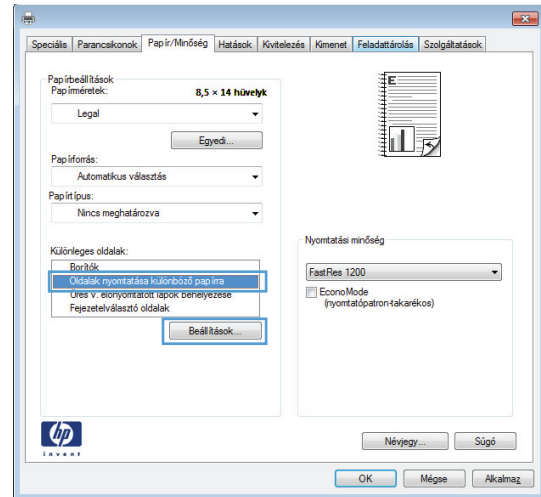 Speciális Parancsikonok Papír/Minőség Hatások Kivitelezés Kimenet Feladattárolás Szolgáltatások
Papírbeállítások
Papírméretek: 8,5 × 14 hüvelyk
Legal
Egyedi...
Papírforrás:
Automatikus választás
Papírtípus:
Nincs meghatározva
Különleges oldalak:
Borítók
Oldalak nyomtatása különböző papírra
Üres v. előnyomtatott lapok behelyezése
Fejezetelválasztó oldalak
Beállítások...
Nyomtatási minőség
FastRes 1200
EconoMode
(nyomtatópatron-takarékos)
E
hp
invent
Névjegy... Súgó
OK Mégse Alkalmaz